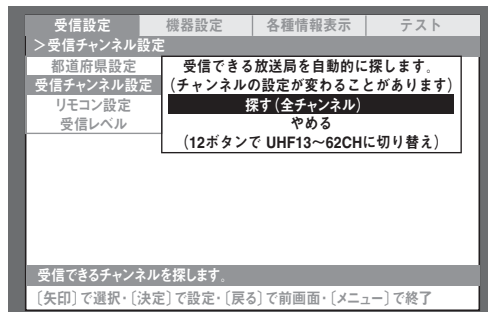 受信設定 機器設定 各種情報表示 テスト
>受信チャンネル設定
都道府県設定
受信チャンネル設定
リモコン設定
受信レベル
受信できる放送局を自動的に探します。
(チャンネルの設定が変わることがあります)
探す(全チャンネル)
やめる
(12ボタンで UHF13〜62CHに切り替え)
受信できるチャンネルを探します。
〔矢印〕で選択・〔決定〕で設定・〔戻る〕で前画面・〔メニュー〕で終了